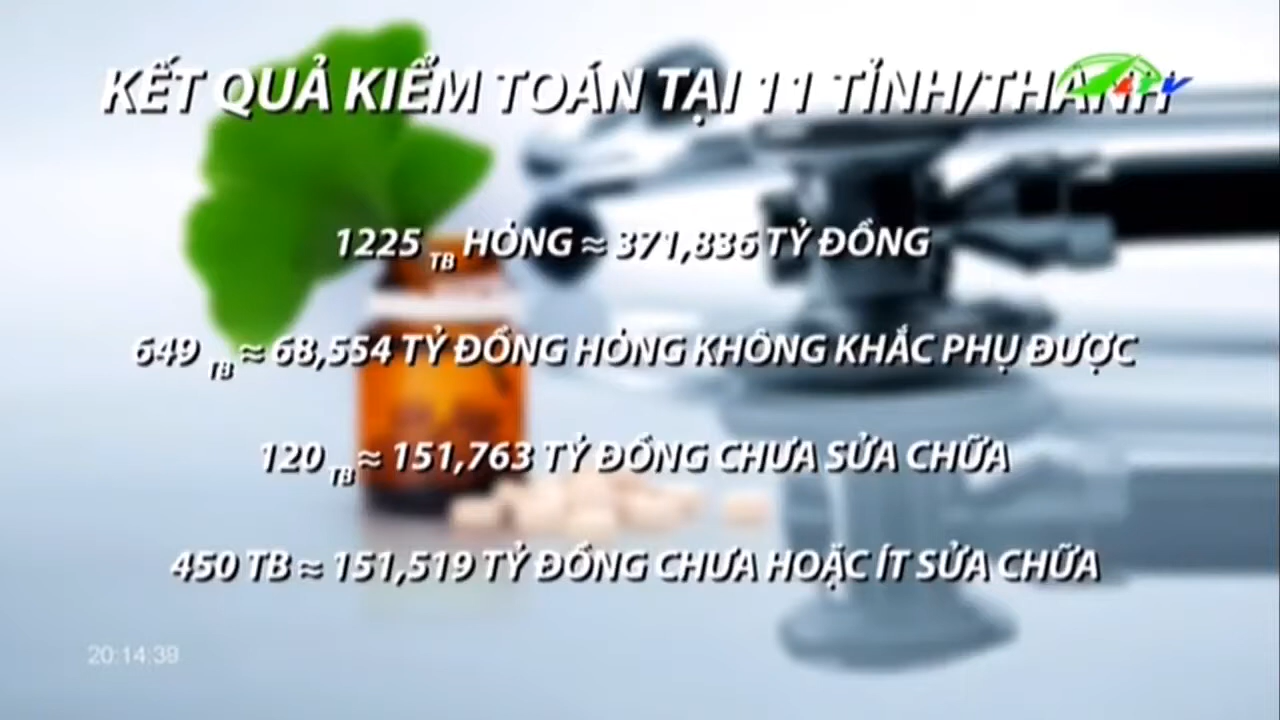 KẾT QUẢ KIỂM TOÁN TẠI 11 TỈNH/THÀNH
1225 TB HỎNG ≈ 371,836 TỶ ĐỒNG
649 TB ≈ 68,554 TỶ ĐỒNG HỎNG KHÔNG KHẮC PHỤ ĐƯỢC
120 TB ≈ 151,763 TỶ ĐỒNG CHƯA SỬA CHỮA
450 TB ≈ 151,519 TỶ ĐỒNG CHƯA HOẶC ÍT SỬA CHỮA
20:14:38